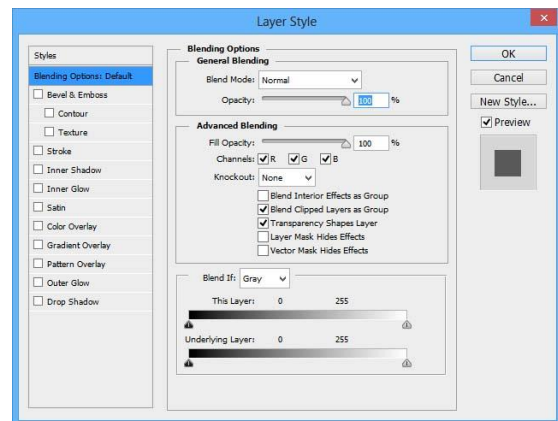 Layer Style
Styles
Blending Options: Default
Bevel & Emboss
Contour
Texture
Stroke
Inner Shadow
Inner Glow
Satin
Color Overlay
Gradient Overlay
Pattern Overlay
Outer Glow
Drop Shadow
Blending Options
General Blending
Blend Mode: Normal
Opacity: 100 %
Advanced Blending
Fill Opacity: 100 %
Channels: R G B
Knockout: None
Blend Interior Effects as Group
Blend Clipped Layers as Group
Transparency Shapes Layer
Layer Mask Hides Effects
Vector Mask Hides Effects
Blend If: Gray
This Layer: 0 255
Underlying Layer: 0 255
OK
Cancel
New Style...
Preview